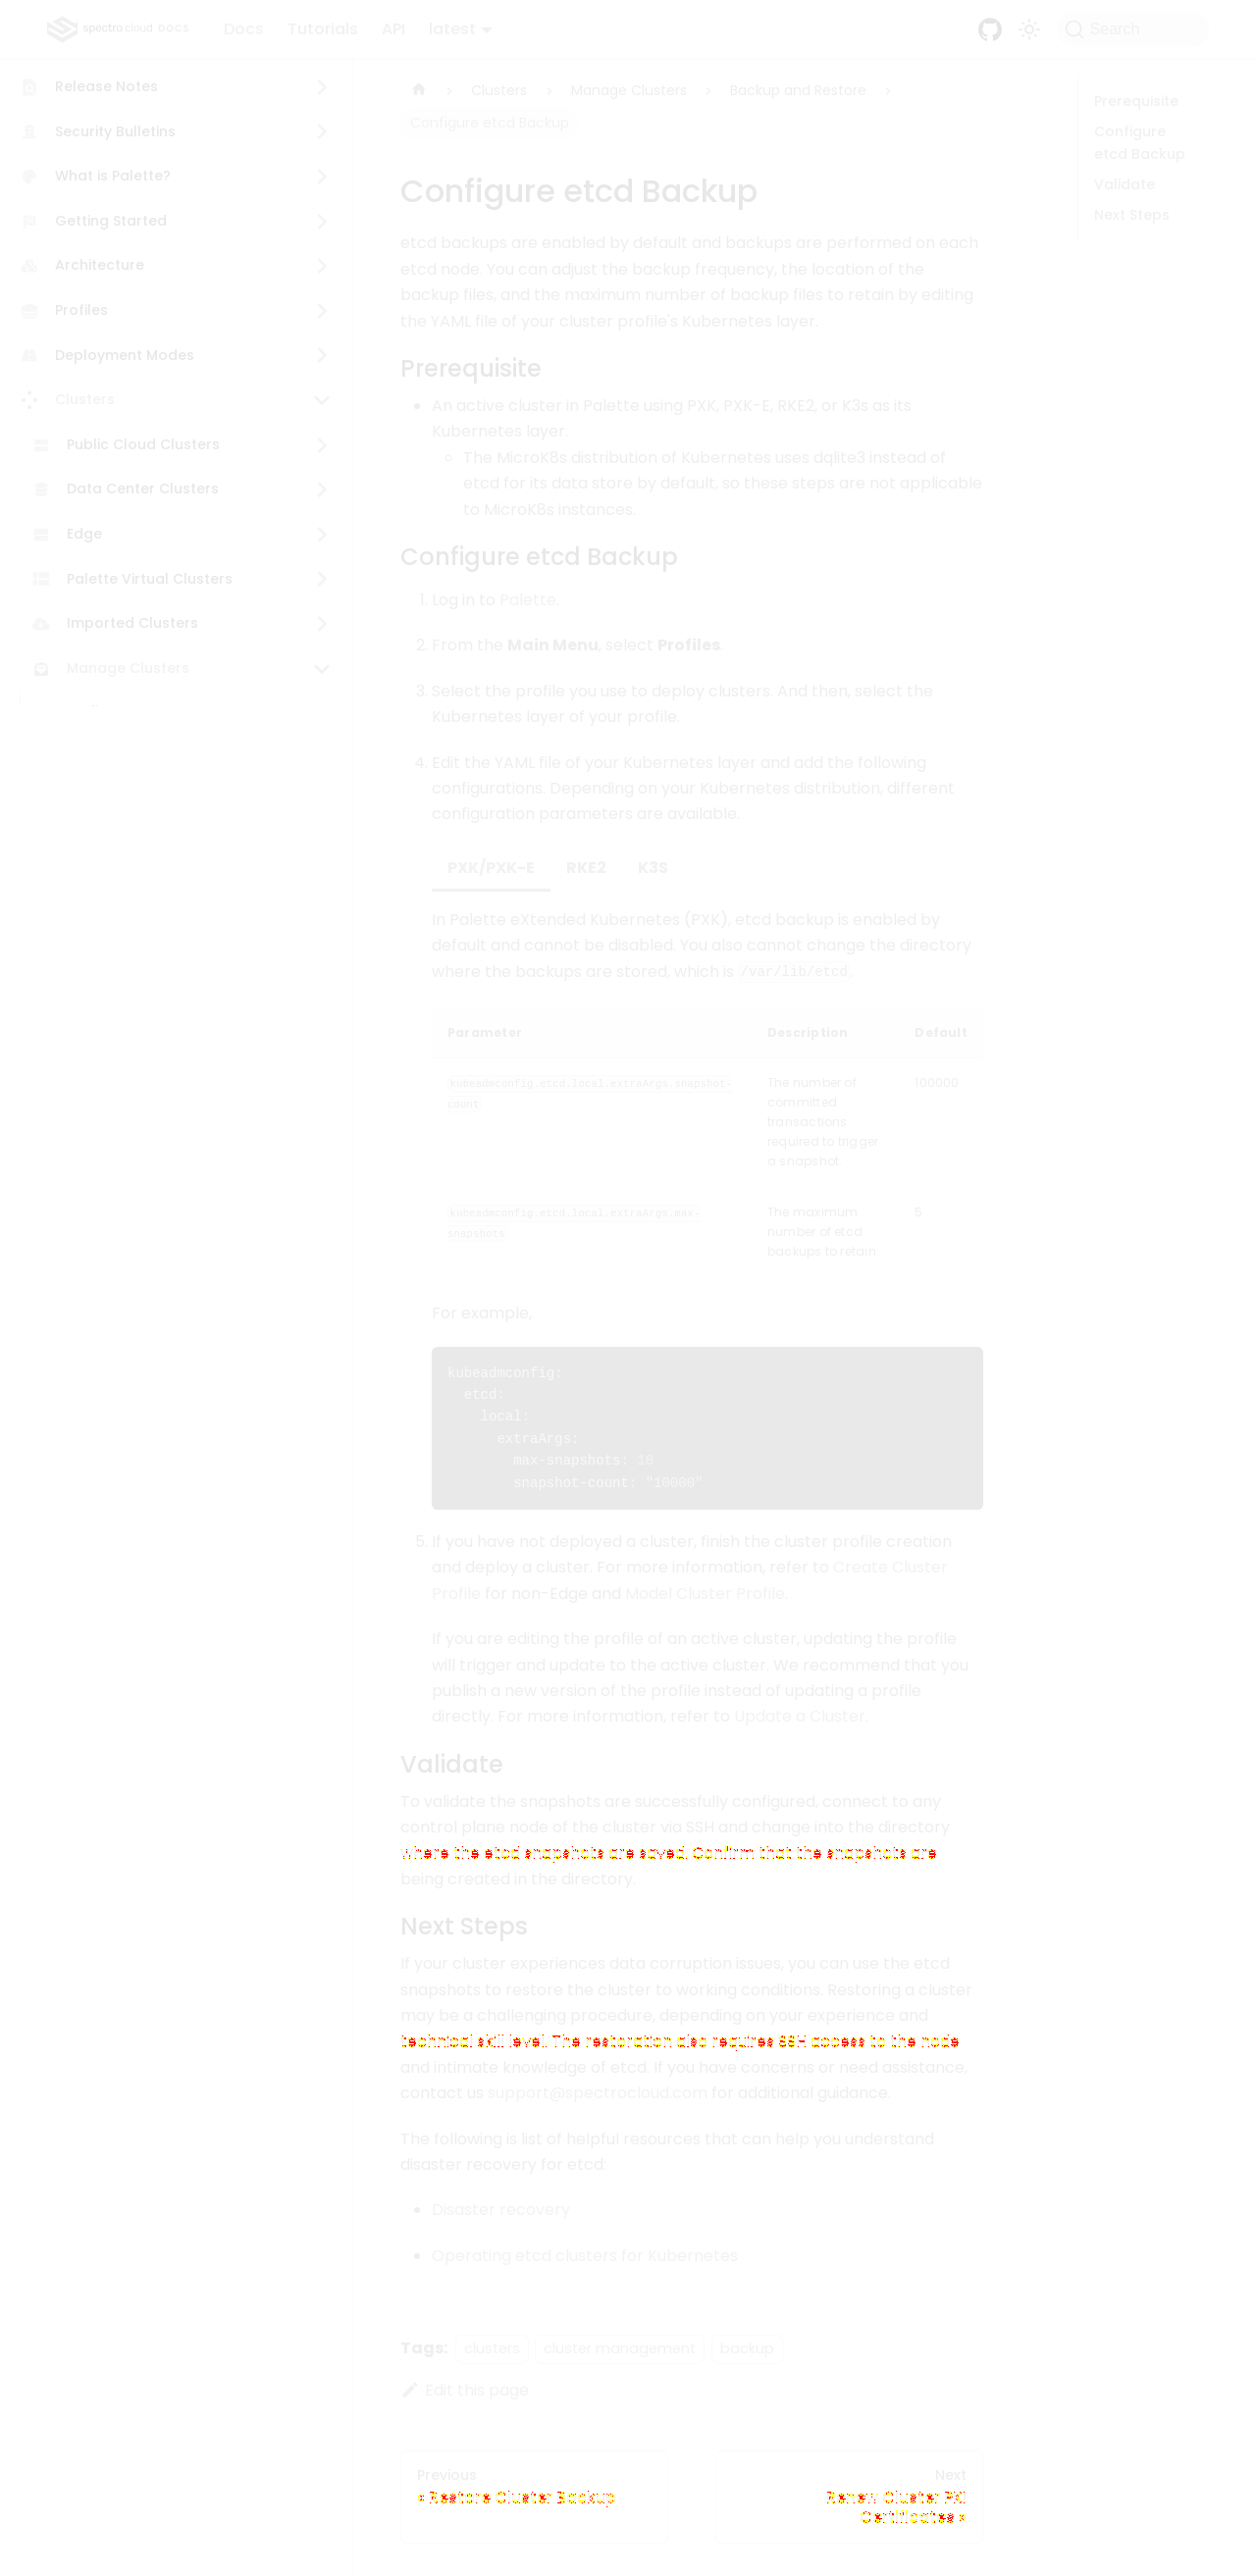 spectro cloud DOCS Docs Tutorials API latest Search
Release Notes
Security Bulletins
What is Palette?
Getting Started
Architecture
Profiles
Deployment Modes
Clusters
Public Cloud Clusters
Data Center Clusters
Edge
Palette Virtual Clusters
Imported Clusters
Manage Clusters
Clusters > Manage Clusters > Backup and Restore >
Configure etcd Backup
Configure etcd Backup
etcd backups are enabled by default and backups are performed on each
etcd node. You can adjust the backup frequency, the location of the
backup files, and the maximum number of backup files to retain by editing
the YAML file of your cluster profile's Kubernetes layer.
Prerequisite
• An active cluster in Palette using PXK, PXK-E, RKE2, or K3s as its
Kubernetes layer.
◦ The MicroK8s distribution of Kubernetes uses dqlite3 instead of
etcd for its data store by default, so these steps are not applicable
to MicroK8s instances.
Configure etcd Backup
1. Log in to Palette.
2. From the Main Menu, select Profiles.
3. Select the profile you use to deploy clusters. And then, select the
Kubernetes layer of your profile.
4. Edit the YAML file of your Kubernetes layer and add the following
configurations. Depending on your Kubernetes distribution, different
configuration parameters are available.
PXK/PXK-E RKE2 K3S
In Palette eXtended Kubernetes (PXK), etcd backup is enabled by
default and cannot be disabled. You also cannot change the directory
where the backups are stored, which is /var/lib/etcd.
Parameter Description Default
kubeadmconfig.etcd.local.extraArgs.snapshot- The number of 100000
count committed
transactions
required to trigger
a snapshot
kubeadmconfig.etcd.local.extraArgs.max- The maximum 5
snapshots number of etcd
backups to retain.
For example,
kubeadmconfig:
etcd:
local:
extraArgs:
max-snapshots: 10
snapshot-count: "10000"
5. If you have not deployed a cluster, finish the cluster profile creation
and deploy a cluster. For more information, refer to Create Cluster
Profile for non-Edge and Model Cluster Profile.
If you are editing the profile of an active cluster, updating the profile
will trigger and update to the active cluster. We recommend that you
publish a new version of the profile instead of updating a profile
directly. For more information, refer to Update a Cluster.
Validate
To validate the snapshots are successfully configured, connect to any
control plane node of the cluster via SSH and change into the directory
where the etcd snapshots are saved. Confirm that the snapshots are
being created in the directory.
Next Steps
If your cluster experiences data corruption issues, you can use the etcd
snapshots to restore the cluster to working conditions. Restoring a cluster
may be a challenging procedure, depending on your experience and
technical skill level. The restoration also requires SSH access to the node
and intimate knowledge of etcd. If you have concerns or need assistance,
contact us support@spectrocloud.com for additional guidance.
The following is list of helpful resources that can help you understand
disaster recovery for etcd:
• Disaster recovery
• Operating etcd clusters for Kubernetes
Tags: clusters cluster management backup
Edit this page
Previous
« Restore Cluster Backup
Next
Renew Cluster PKI
Certificates »
Prerequisite
Configure
etcd Backup
Validate
Next Steps